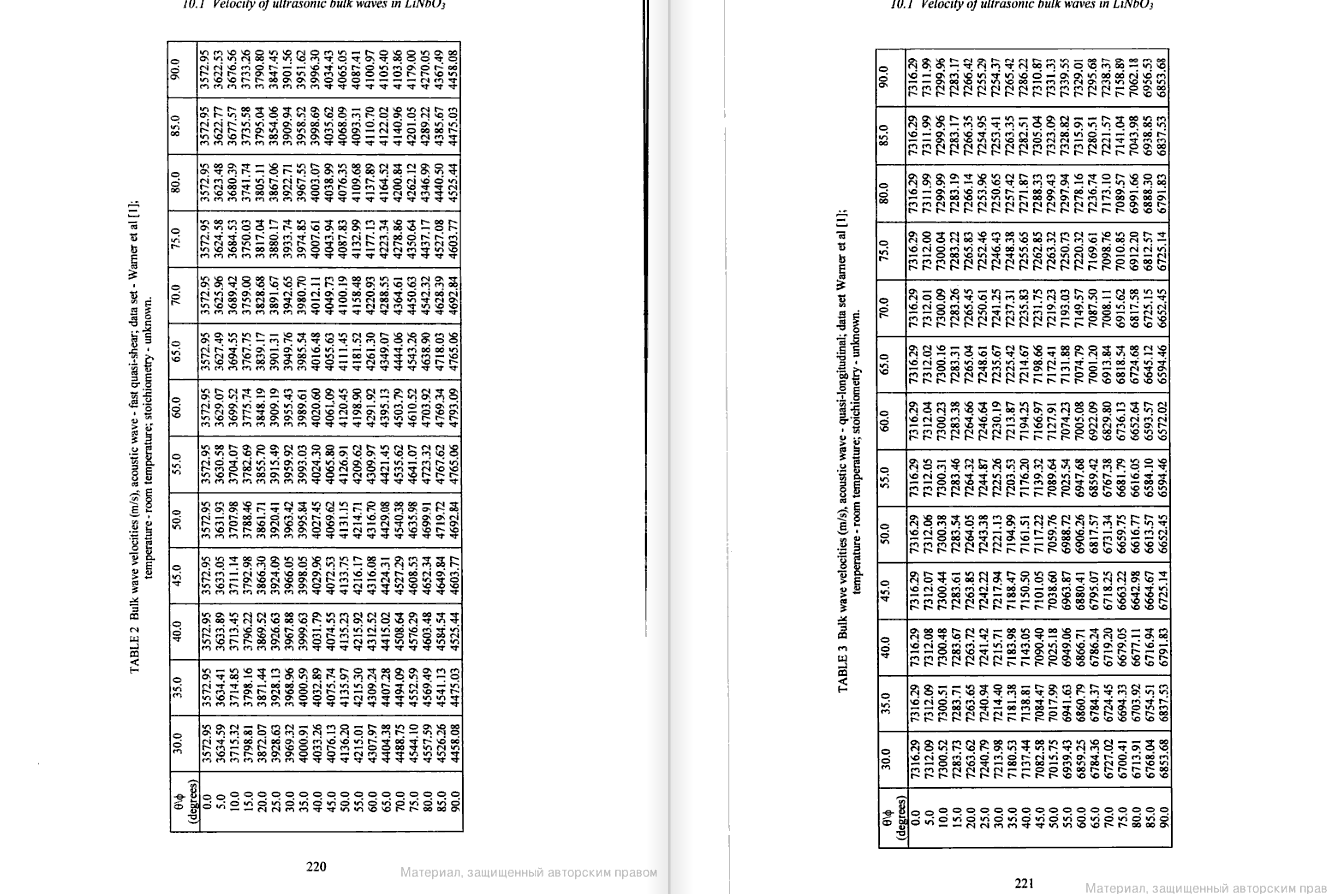 10.1 Velocity of ultrasonic bulk waves in LiNbO₃
TABLE 2 Bulk wave velocities (m/s), acoustic wave - fast quasi-shear; data set - Warner et al [1];
temperature - room temperature; stoichiometry - unknown.
θ\φ (degrees) 30.0 35.0 40.0 45.0 50.0 55.0 60.0 65.0 70.0 75.0 80.0 85.0 90.0
0.0 3572.95 3572.95 3572.95 3572.95 3572.95 3572.95 3572.95 3572.95 3572.95 3572.95 3572.95 3572.95 3572.95
5.0 3634.59 3634.41 3633.89 3633.05 3631.93 3630.58 3629.07 3627.49 3625.96 3624.58 3623.48 3622.77 3622.53
10.0 3715.32 3714.85 3713.45 3711.14 3707.98 3704.07 3699.52 3694.55 3689.42 3684.53 3680.39 3677.57 3676.56
15.0 3798.81 3798.16 3796.22 3792.98 3788.46 3782.69 3775.74 3767.75 3759.00 3750.03 3741.74 3735.58 3733.26
20.0 3872.07 3871.44 3869.52 3866.30 3861.71 3855.70 3848.19 3839.17 3828.68 3817.04 3805.11 3795.04 3790.80
25.0 3928.63 3928.13 3926.63 3924.09 3920.41 3915.49 3909.19 3901.31 3891.67 3880.17 3867.06 3854.06 3847.45
30.0 3969.32 3968.96 3967.88 3966.05 3963.42 3959.92 3955.43 3949.76 3942.65 3933.74 3922.71 3909.94 3901.56
35.0 4000.91 4000.59 3999.63 3998.05 3995.84 3993.03 3989.61 3985.54 3980.70 3974.85 3967.55 3958.52 3951.62
40.0 4033.26 4032.89 4031.79 4029.96 4027.45 4024.30 4020.60 4016.48 4012.11 4007.61 4003.07 3998.69 3996.30
45.0 4076.13 4075.74 4074.55 4072.53 4069.62 4065.80 4061.09 4055.63 4049.73 4043.94 4038.99 4035.62 4034.43
50.0 4136.20 4135.97 4135.23 4133.75 4131.15 4126.91 4120.45 4111.45 4100.19 4087.83 4076.35 4068.09 4065.05
55.0 4215.01 4215.30 4215.92 4216.17 4214.71 4209.62 4198.90 4181.52 4158.48 4132.99 4109.68 4093.31 4087.41
60.0 4307.97 4309.24 4312.52 4316.08 4316.70 4309.97 4291.92 4261.30 4220.93 4177.13 4137.89 4110.70 4100.97
65.0 4404.38 4407.28 4415.02 4424.31 4429.08 4421.45 4395.13 4349.07 4288.55 4223.34 4164.52 4122.02 4105.40
70.0 4488.75 4494.09 4508.64 4527.29 4540.38 4535.62 4503.79 4444.06 4364.61 4278.86 4200.84 4140.96 4103.86
75.0 4544.10 4552.59 4576.29 4608.53 4635.98 4641.07 4610.52 4543.26 4450.63 4350.64 4262.12 4201.05 4179.00
80.0 4557.59 4569.49 4603.48 4652.34 4699.91 4723.32 4703.92 4638.90 4542.32 4437.17 4346.99 4289.22 4270.05
85.0 4526.26 4541.13 4584.54 4649.84 4719.72 4767.62 4769.34 4718.03 4628.39 4527.08 4440.50 4385.67 4367.49
90.0 4458.08 4475.03 4525.44 4603.77 4692.84 4765.06 4793.09 4765.06 4692.84 4603.77 4525.44 4475.03 4458.08
220
Материал, защищенный авторским правом
10.1 Velocity of ultrasonic bulk waves in LiNbO₃
TABLE 3 Bulk wave velocities (m/s), acoustic wave - quasi-longitudinal; data set Warner et al [1];
temperature - room temperature; stoichiometry - unknown.
θ\φ (degrees) 30.0 35.0 40.0 45.0 50.0 55.0 60.0 65.0 70.0 75.0 80.0 85.0 90.0
0.0 7316.29 7316.29 7316.29 7316.29 7316.29 7316.29 7316.29 7316.29 7316.29 7316.29 7316.29 7316.29 7316.29
5.0 7312.09 7312.09 7312.08 7312.07 7312.06 7312.05 7312.04 7312.02 7312.01 7312.00 7311.99 7311.99 7311.99
10.0 7300.52 7300.51 7300.48 7300.44 7300.38 7300.31 7300.23 7300.16 7300.09 7300.04 7299.99 7299.96 7299.96
15.0 7283.73 7283.71 7283.67 7283.61 7283.54 7283.46 7283.38 7283.31 7283.26 7283.22 7283.19 7283.17 7283.17
20.0 7263.62 7263.65 7263.72 7263.85 7264.05 7264.32 7264.66 7265.04 7265.45 7265.83 7266.14 7266.35 7266.42
25.0 7240.79 7240.94 7241.42 7242.22 7243.38 7244.87 7246.64 7248.61 7250.61 7252.46 7253.96 7254.95 7255.29
30.0 7213.98 7214.40 7215.71 7217.94 7221.13 7225.26 7230.19 7235.67 7241.25 7246.43 7250.65 7253.41 7254.37
35.0 7180.53 7181.38 7183.98 7188.47 7194.99 7203.53 7213.87 7225.42 7237.31 7248.38 7257.42 7263.35 7265.42
40.0 7137.44 7138.81 7143.05 7150.50 7161.51 7176.20 7194.25 7214.67 7235.83 7255.65 7271.87 7282.51 7286.22
45.0 7082.58 7084.47 7090.40 7101.05 7117.22 7139.32 7166.97 7198.66 7231.75 7262.85 7288.33 7305.04 7310.87
50.0 7015.75 7017.99 7025.18 7038.60 7059.76 7089.64 7127.91 7172.41 7219.23 7263.32 7299.43 7323.09 7331.33
55.0 6939.43 6941.63 6949.06 6963.87 6988.72 7025.54 7074.23 7131.88 7193.03 7250.73 7297.94 7328.82 7339.55
60.0 6859.25 6860.79 6866.71 6880.41 6906.26 6947.68 7005.08 7074.79 7149.57 7220.32 7278.16 7315.91 7329.01
65.0 6784.36 6784.37 6786.24 6795.07 6817.57 6859.42 6922.09 7001.20 7087.50 7169.61 7236.74 7280.51 7295.68
70.0 6727.02 6724.45 6719.20 6718.25 6731.34 6767.38 6829.80 6913.84 7008.11 7098.76 7173.10 7221.57 7238.37
75.0 6700.41 6694.33 6679.05 6663.22 6659.75 6681.79 6736.13 6818.54 6915.62 7010.85 7089.57 7141.04 7158.89
80.0 6713.91 6703.92 6677.11 6642.98 6616.77 6616.05 6652.64 6724.68 6817.58 6912.20 6991.66 7043.98 7062.18
85.0 6768.04 6754.51 6716.94 6664.67 6613.57 6584.10 6593.57 6645.12 6725.15 6812.57 6888.30 6938.85 6956.53
90.0 6853.68 6837.53 6791.83 6725.14 6652.45 6594.46 6572.02 6594.46 6652.45 6725.14 6791.83 6837.53 6853.68
221
Материал, защищенный авторским прав